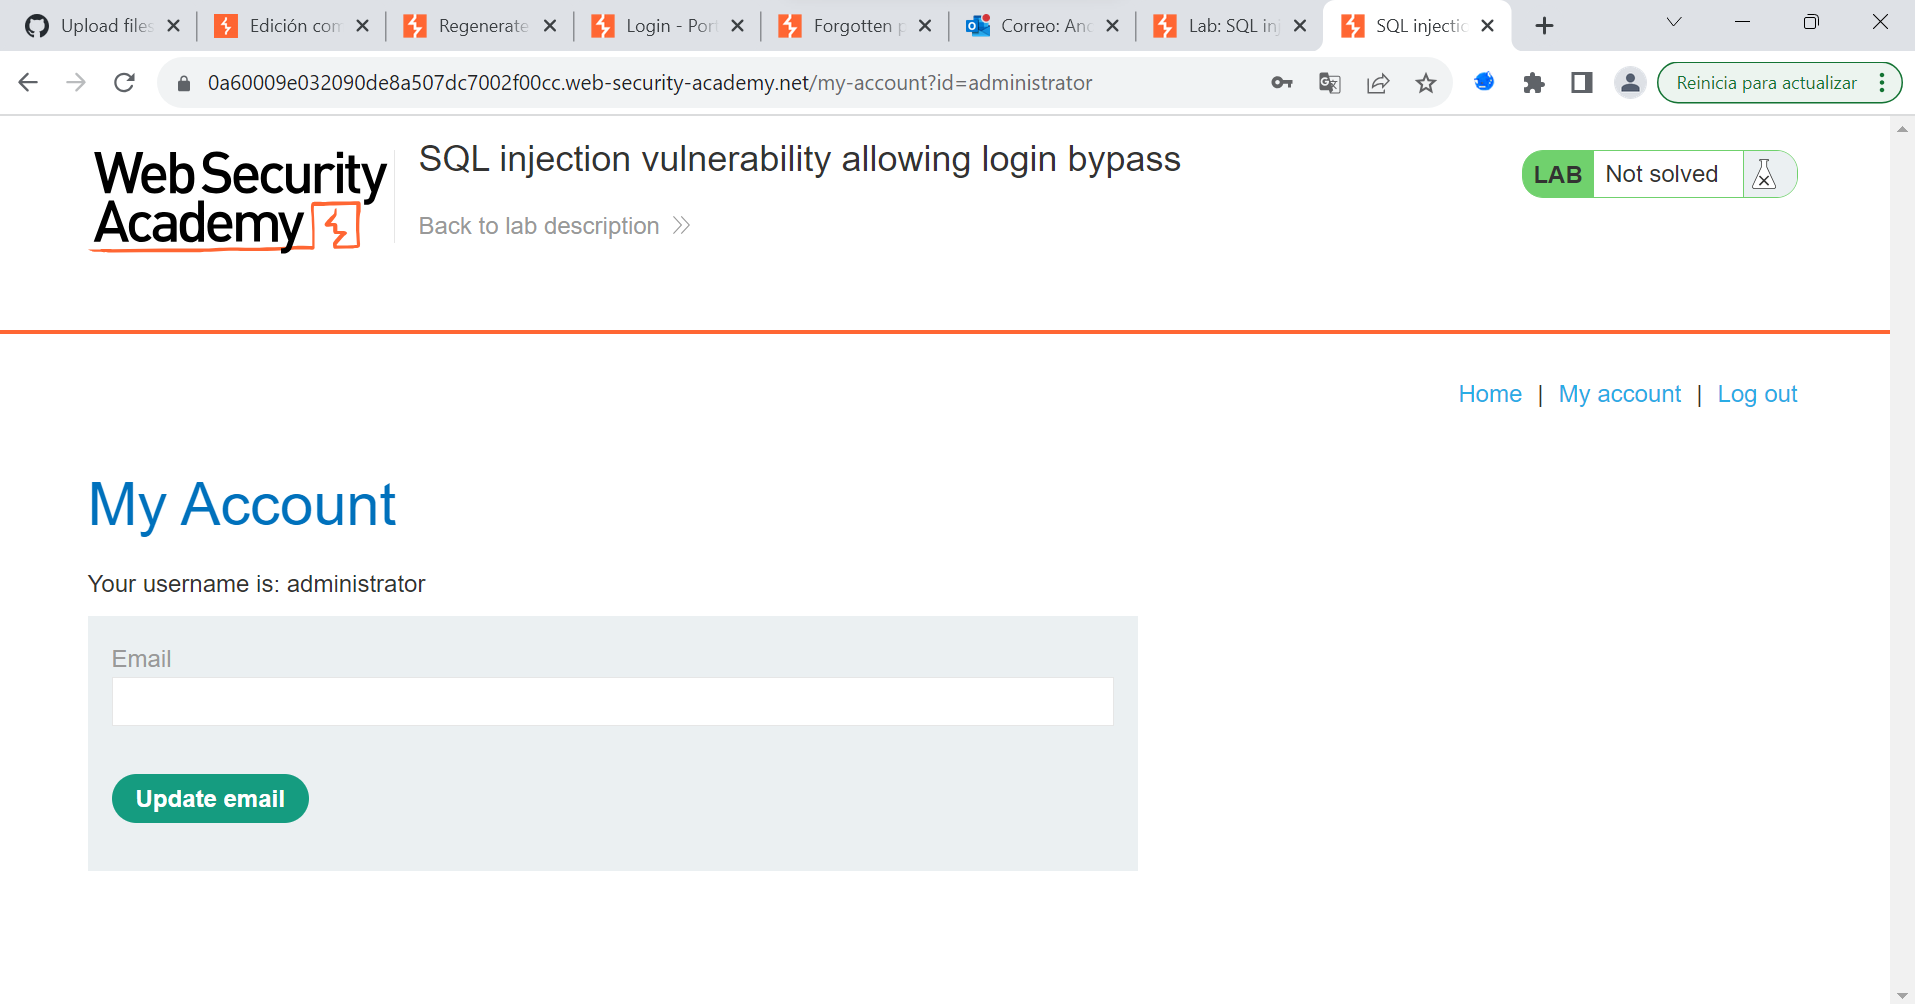 Upload files
Edición com
Regenerate
Login - Port
Forgotten p
Correo: And
Lab: SQL inj
SQL injectio
0a60009e032090de8a507dc7002f00cc.web-security-academy.net/my-account?id=administrator
Reinicia para actualizar
Web Security
Academy
SQL injection vulnerability allowing login bypass
Back to lab description
LAB Not solved
Home | My account | Log out
My Account
Your username is: administrator
Email
Update email